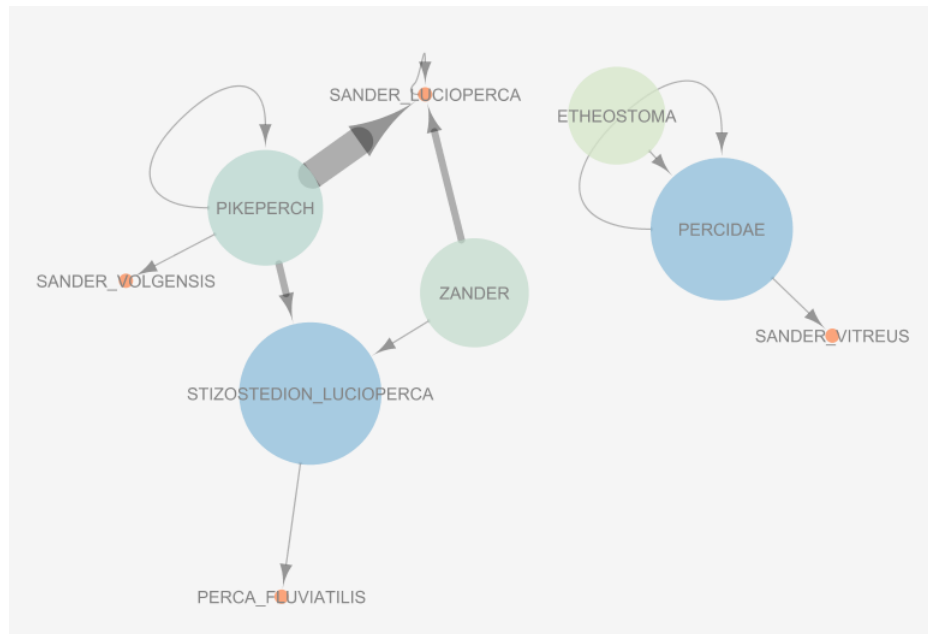 SANDER_LUCIOPERCA
ETHEOSTOMA
PIKEPERCH
PERCIDAE
SANDER_VOLGENSIS
ZANDER
SANDER_VITREUS
STIZOSTEDION_LUCIOPERCA
PERCA_FLUVIATILIS